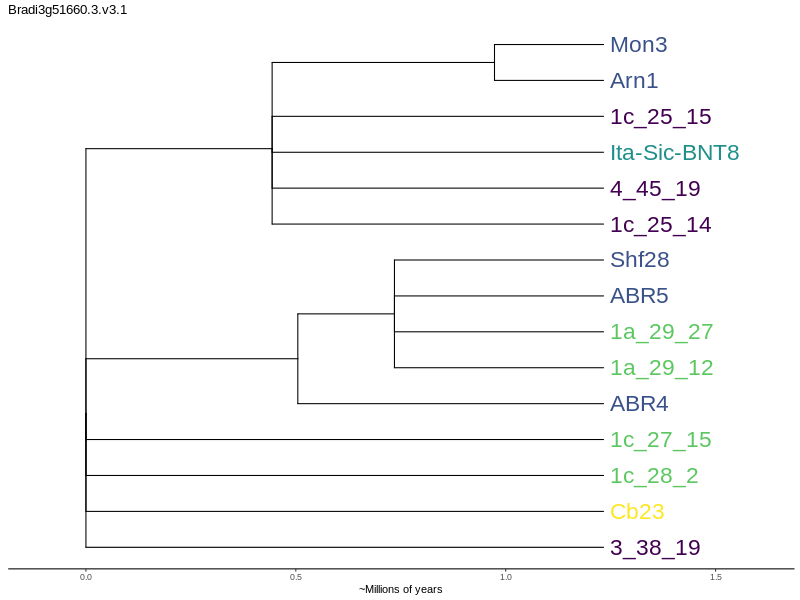 Bradi3g51660.3.v3.1
Mon3
Arn1
1c_25_15
Ita-Sic-BNT8
4_45_19
1c_25_14
Shf28
ABR5
1a_29_27
1a_29_12
ABR4
1c_27_15
1c_28_2
Cb23
3_38_19
0.0 0.5 1.0 1.5
~Millions of years